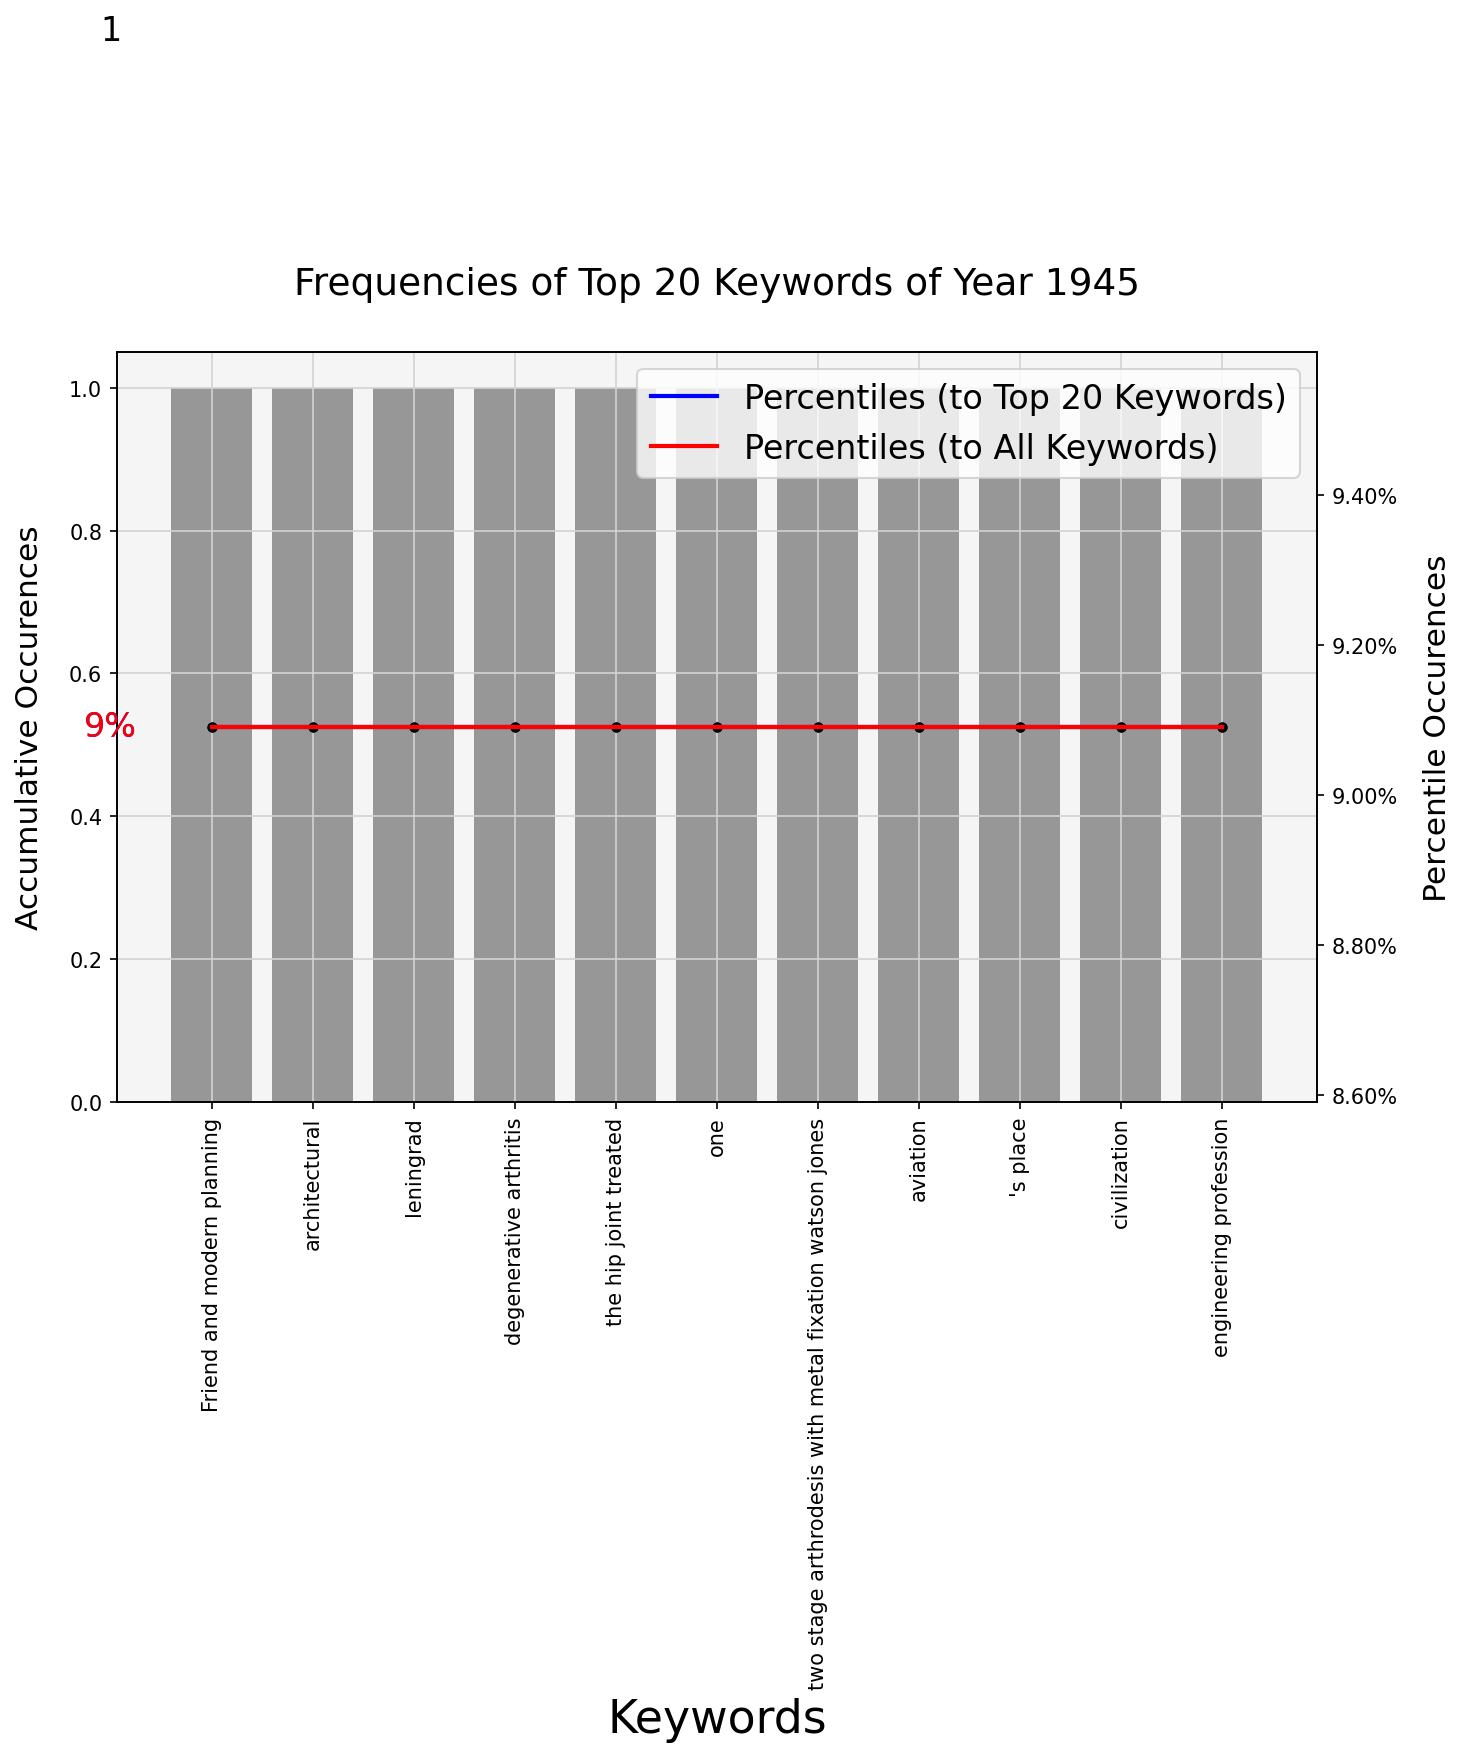 1
Frequencies of Top 20 Keywords of Year 1945
Percentiles (to Top 20 Keywords)
Percentiles (to All Keywords)
Accumulative Occurences
1.0
0.8
0.6
0.4
0.2
0.0
9%
9.40%
9.20%
9.00%
8.80%
8.60%
Percentile Occurences
Friend and modern planning
architectural
leningrad
degenerative arthritis
the hip joint treated
one
two stage arthrodesis with metal fixation watson jones
aviation
's place
civilization
engineering profession
Keywords